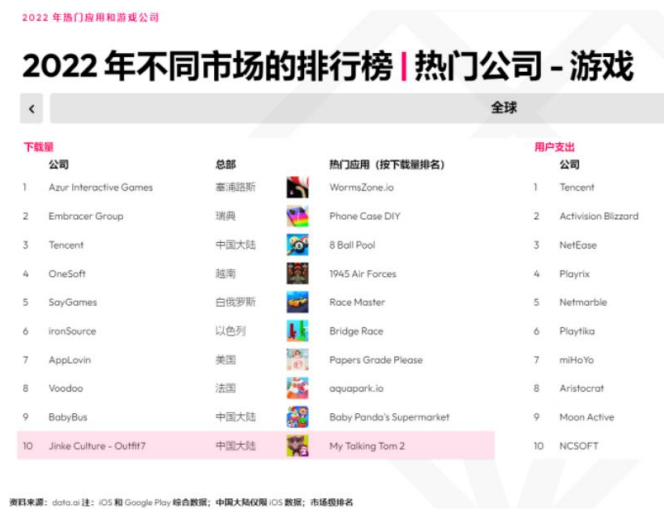 2022 年热门应用和游戏公司
2022 年不同市场的排行榜 | 热门公司 - 游戏
全球
下载量
公司 总部 热门应用（按下载量排名）
1 Azur Interactive Games 塞浦路斯 WormsZone.io
2 Embracer Group 瑞典 Phone Case DIY
3 Tencent 中国大陆 8 Ball Pool
4 OneSoft 越南 1945 Air Forces
5 SayGames 白俄罗斯 Race Master
6 ironSource 以色列 Bridge Race
7 AppLovin 美国 Papers Grade Please
8 Voodoo 法国 aquapark.io
9 BabyBus 中国大陆 Baby Panda's Supermarket
10 Jinke Culture - Outfit7 中国大陆 My Talking Tom 2
用户支出
公司
1 Tencent
2 Activision Blizzard
3 NetEase
4 Playrix
5 Netmarble
6 Playtika
7 miHoYo
8 Aristocrat
9 Moon Active
10 NCSOFT
资料来源：data.ai 注：iOS 和 Google Play 综合数据；中国大陆仅限 iOS 数据；市场级排名